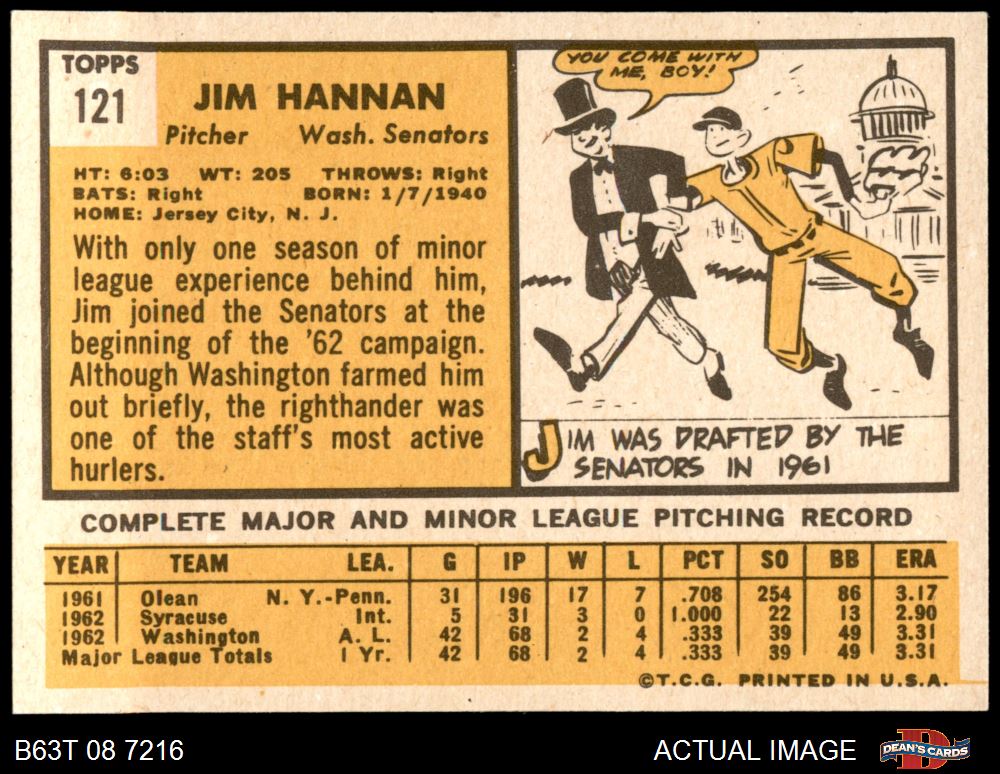 TOPPS
121
JIM HANNAN
Pitcher Wash. Senators
HT: 6:03 WT: 205 THROWS: Right
BATS: Right BORN: 1/7/1940
HOME: Jersey City, N. J.
With only one season of minor
league experience behind him,
Jim joined the Senators at the
beginning of the '62 campaign.
Although Washington farmed him
out briefly, the righthander was
one of the staff's most active
hurlers.
YOU COME WITH
ME, BOY!
JIM WAS DRAFTED BY THE
SENATORS IN 1961
COMPLETE MAJOR AND MINOR LEAGUE PITCHING RECORD
YEAR TEAM LEA. G IP W L PCT SO BB ERA
1961 Olean N. Y.-Penn. 31 196 17 7 .708 254 86 3.17
1962 Syracuse Int. 5 31 3 0 1.000 22 13 2.90
1962 Washington A. L. 42 68 2 4 .333 39 49 3.31
Major League Totals 1 Yr. 42 68 2 4 .333 39 49 3.31
©T.C.G. PRINTED IN U.S.A.
B63T 08 7216 ACTUAL IMAGE DEAN'S CARDS